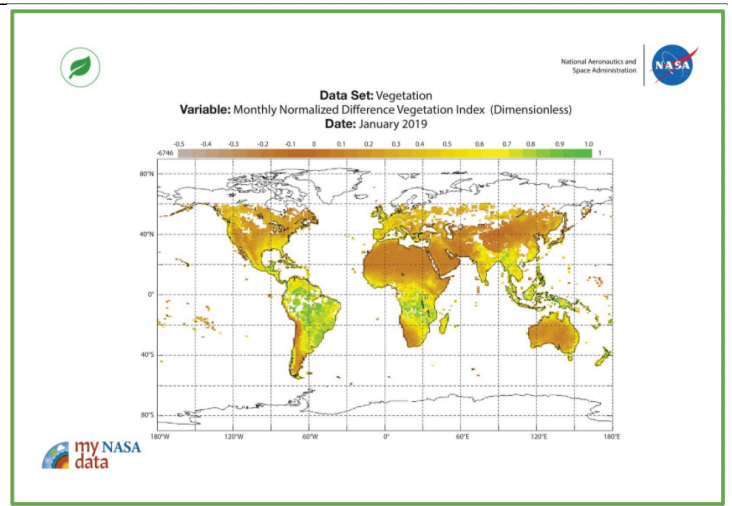 National Aeronautics and
Space Administration
NASA
Data Set: Vegetation
Variable: Monthly Normalized Difference Vegetation Index (Dimensionless)
Date: January 2019
-0.5 -0.4 -0.3 -0.2 -0.1 0 0.1 0.2 0.3 0.4 0.5 0.6 0.7 0.8 0.9 1.0
-6746 1
80°N
40°N
0°
40°S
80°S
180°W 120°W 60°W 0° 60°E 120°E 180°E
my NASA
data